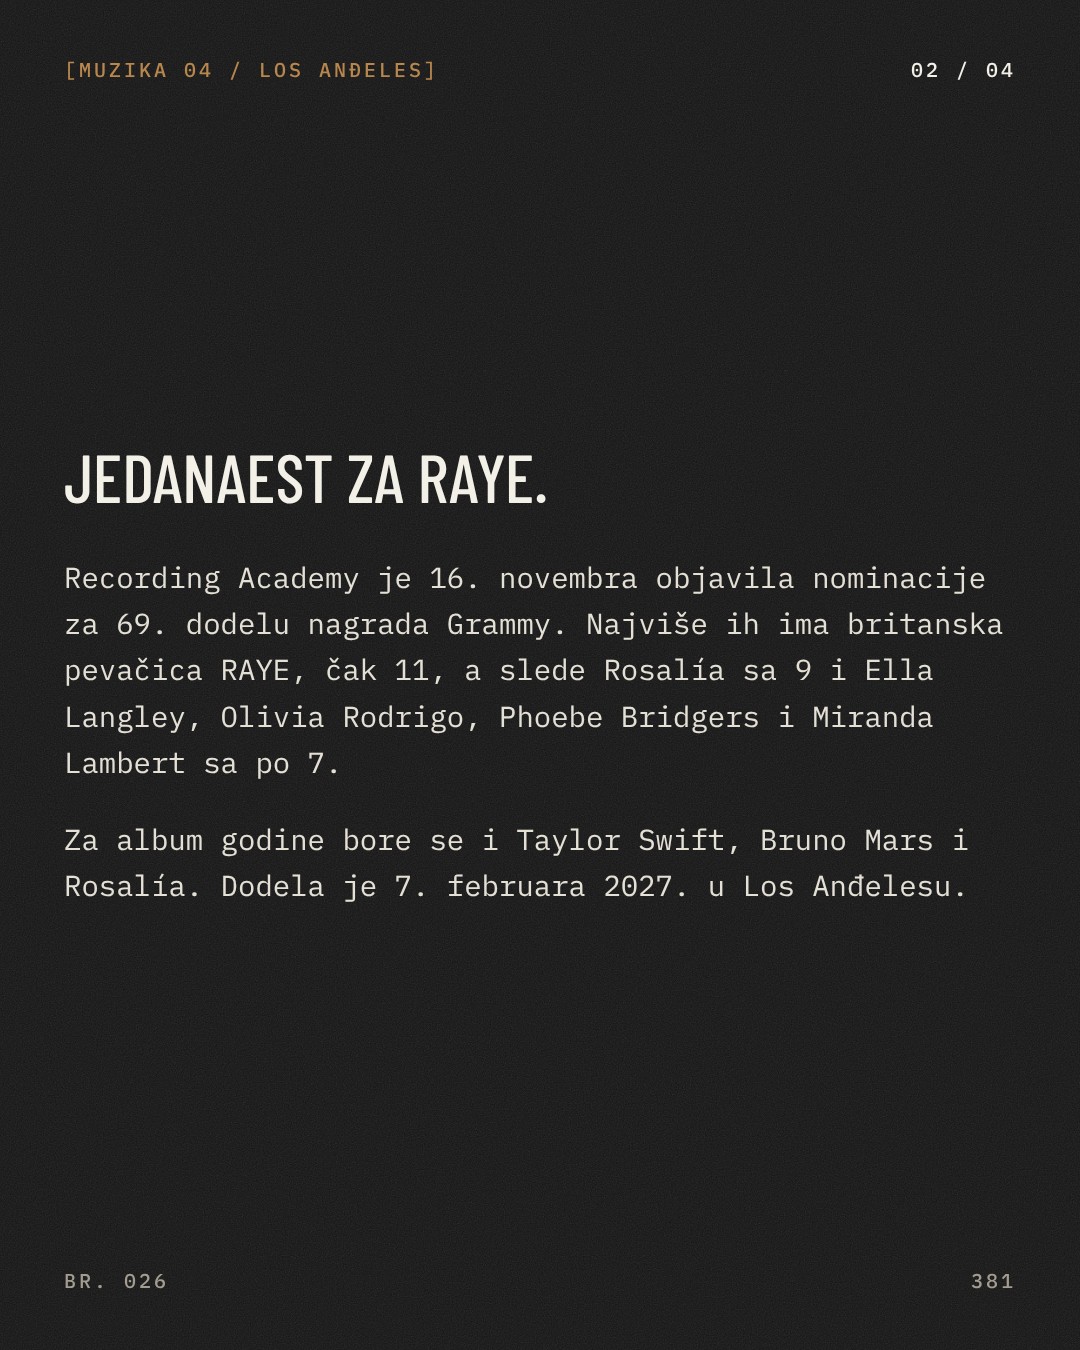 [MUZIKA 04 / LOS ANĐELES]
02 / 04
JEDANAEST ZA RAYE.
Recording Academy je 16. novembra objavila nominacije
za 69. dodelu nagrada Grammy. Najviše ih ima britanska
pevačica RAYE, čak 11, a slede Rosalía sa 9 i Ella
Langley, Olivia Rodrigo, Phoebe Bridgers i Miranda
Lambert sa po 7.
Za album godine bore se i Taylor Swift, Bruno Mars i
Rosalía. Dodela je 7. februara 2027. u Los Anđelesu.
BR. 026
381